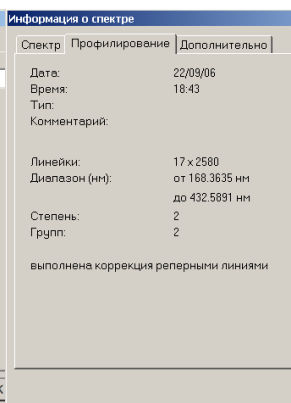 Информация о спектре
Спектр Профилирование Дополнительно
Дата: 22/09/06
Время: 18:43
Тип:
Комментарий:
Линейки: 17 x 2580
Диапазон (нм): от 168.3635 нм
до 432.5891 нм
Степень: 2
Групп: 2
выполнена коррекция реперными линиями